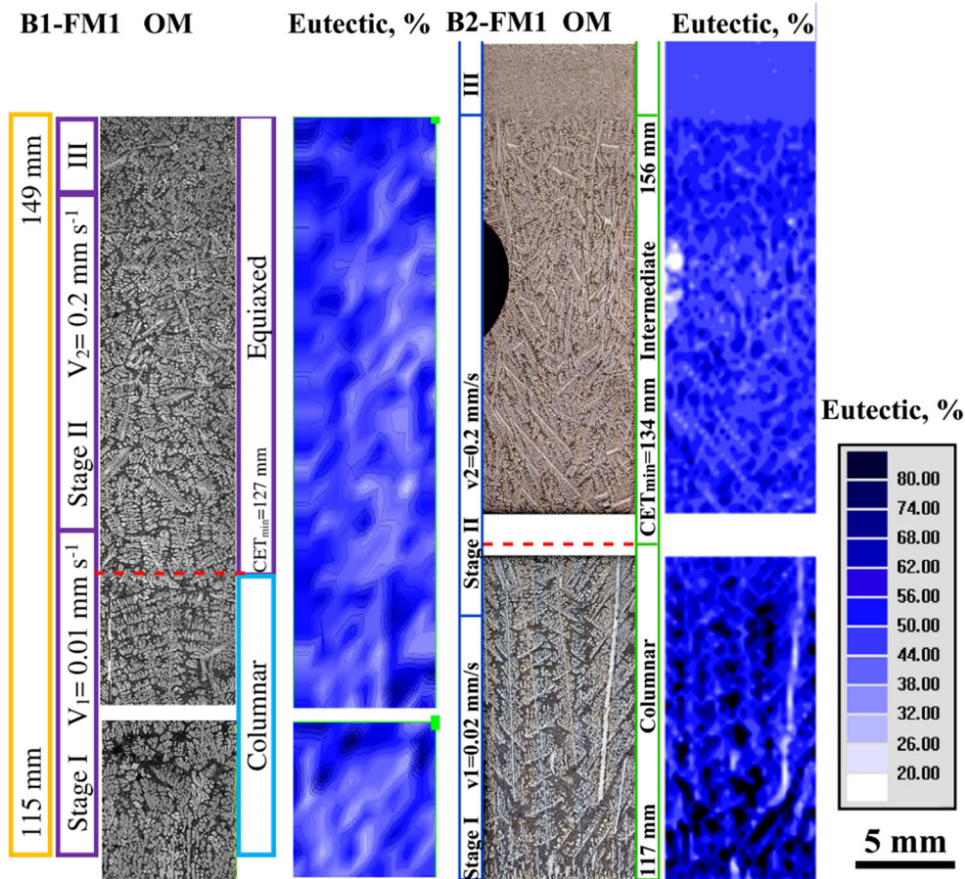 B1-FM1 OM
Eutectic, %
B2-FM1 OM
Eutectic, %
149 mm
115 mm
III
V₂= 0.2 mm s⁻¹
Stage II
V₁= 0.01 mm s⁻¹
Stage I
Equiaxed
CETmin=127 mm
Columnar
III
v2=0.2 mm/s
Stage II
v1=0.02 mm/s
Stage I
156 mm
Intermediate
CETmin=134 mm
Columnar
117 mm
Eutectic, %
80.00
74.00
68.00
62.00
56.00
50.00
44.00
38.00
32.00
26.00
20.00
5 mm